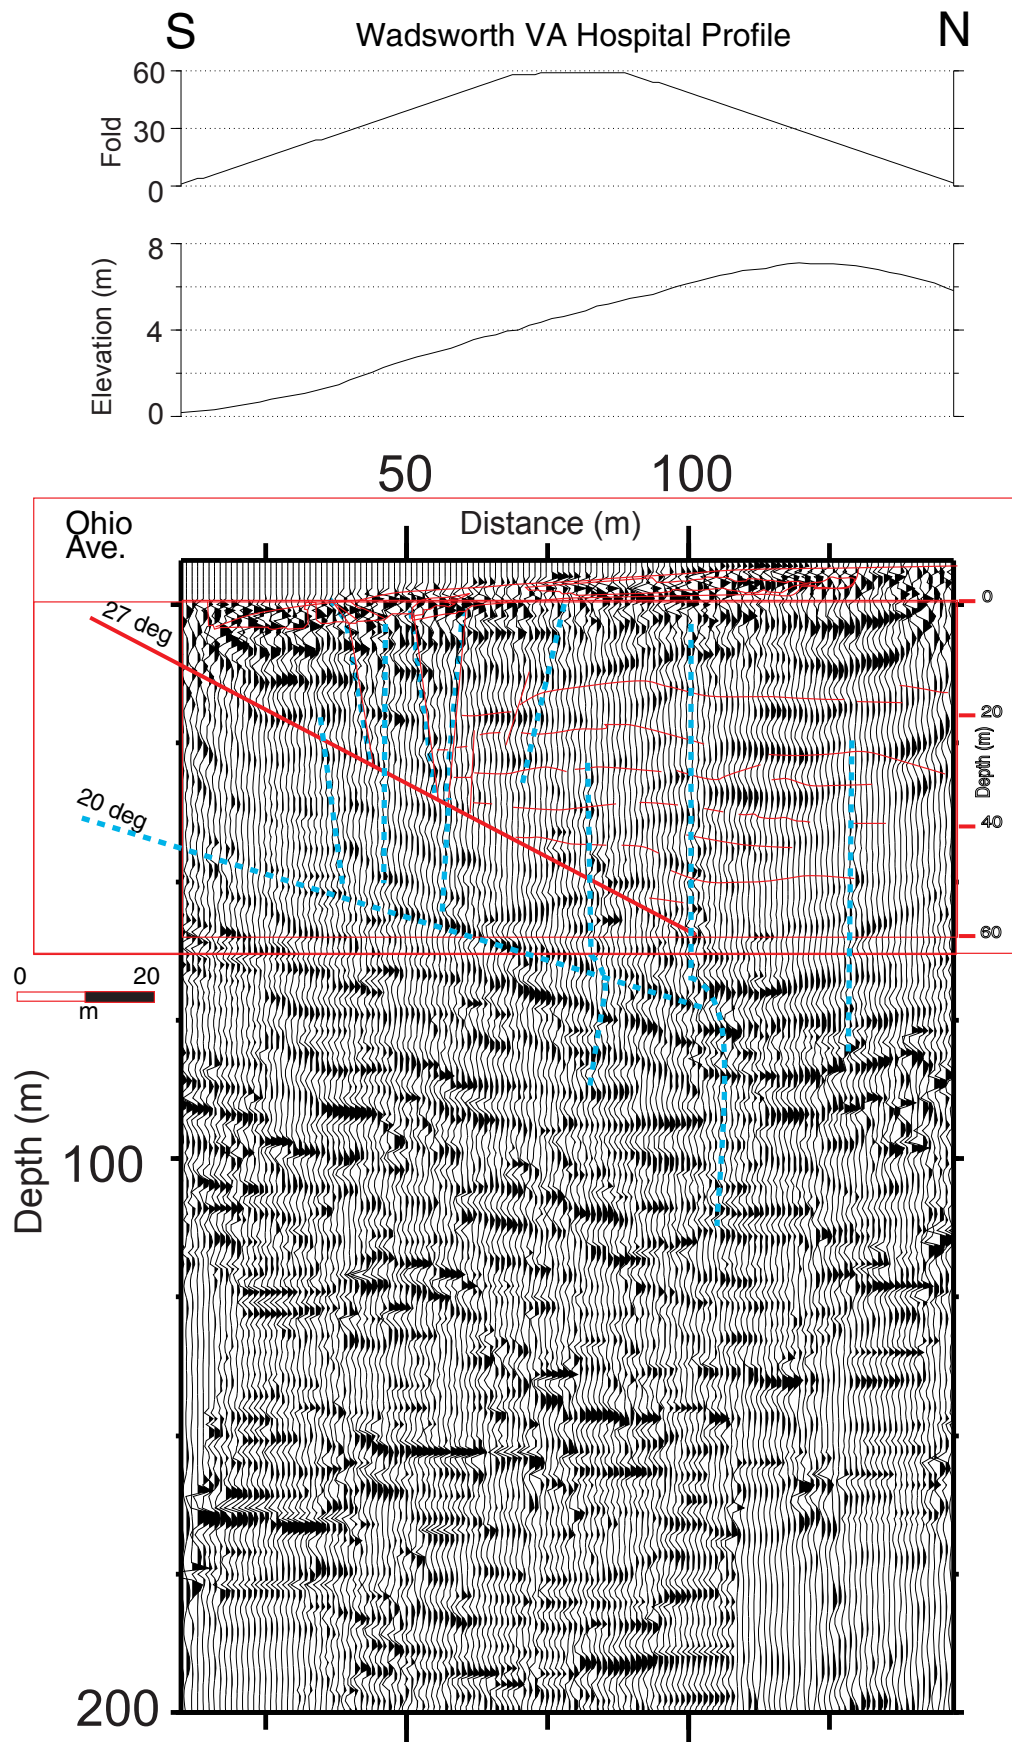 S Wadsworth VA Hospital Profile N
60
30
0
Fold
8
4
0
Elevation (m)
50 100
Ohio
Ave.
Distance (m)
27 deg
20 deg
0
20
40
60
Depth (m)
0 20
m
Depth (m)
100
200